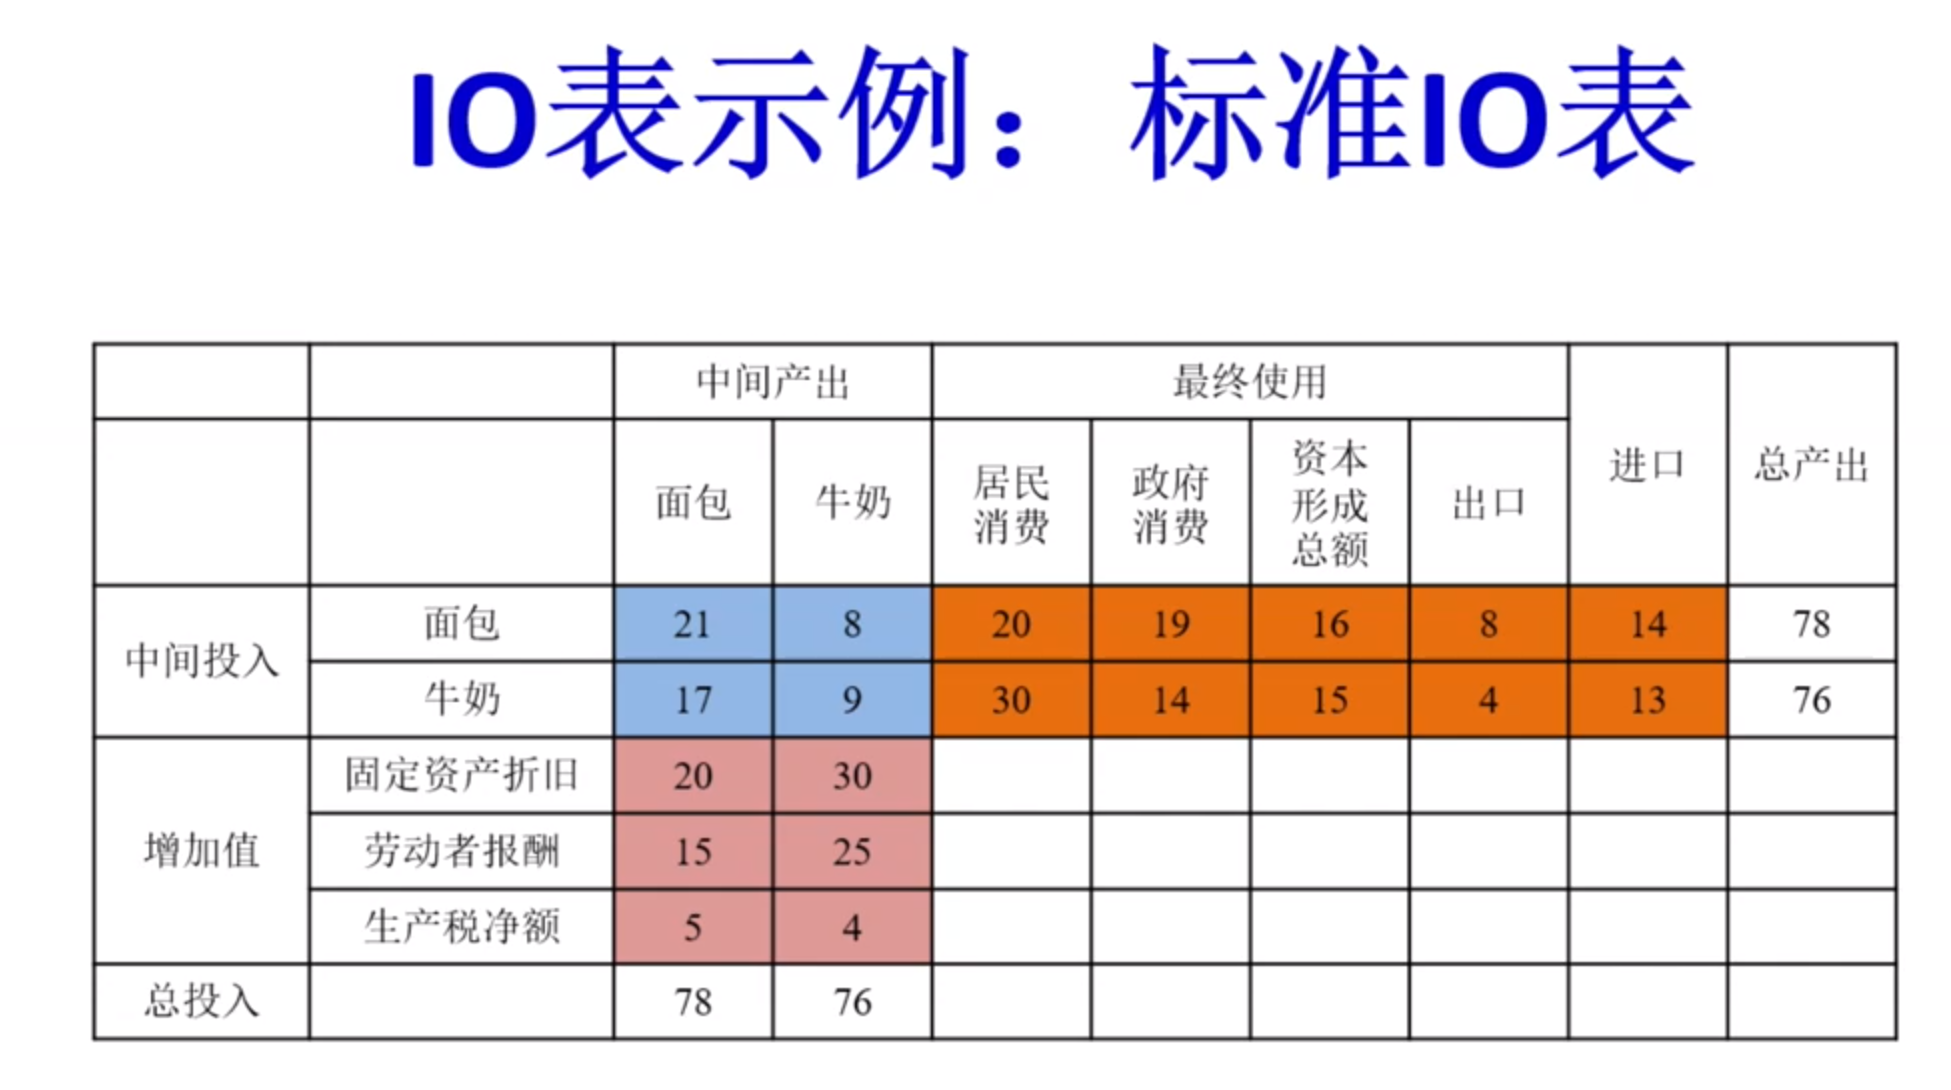 IO表示例：标准IO表
中间产出 最终使用 进口 总产出
面包 牛奶 居民 政府 资本 出口
消费 消费 形成
总额
中间投入 面包 21 8 20 19 16 8 14 78
牛奶 17 9 30 14 15 4 13 76
增加值 固定资产折旧 20 30
劳动者报酬 15 25
生产税净额 5 4
总投入 78 76